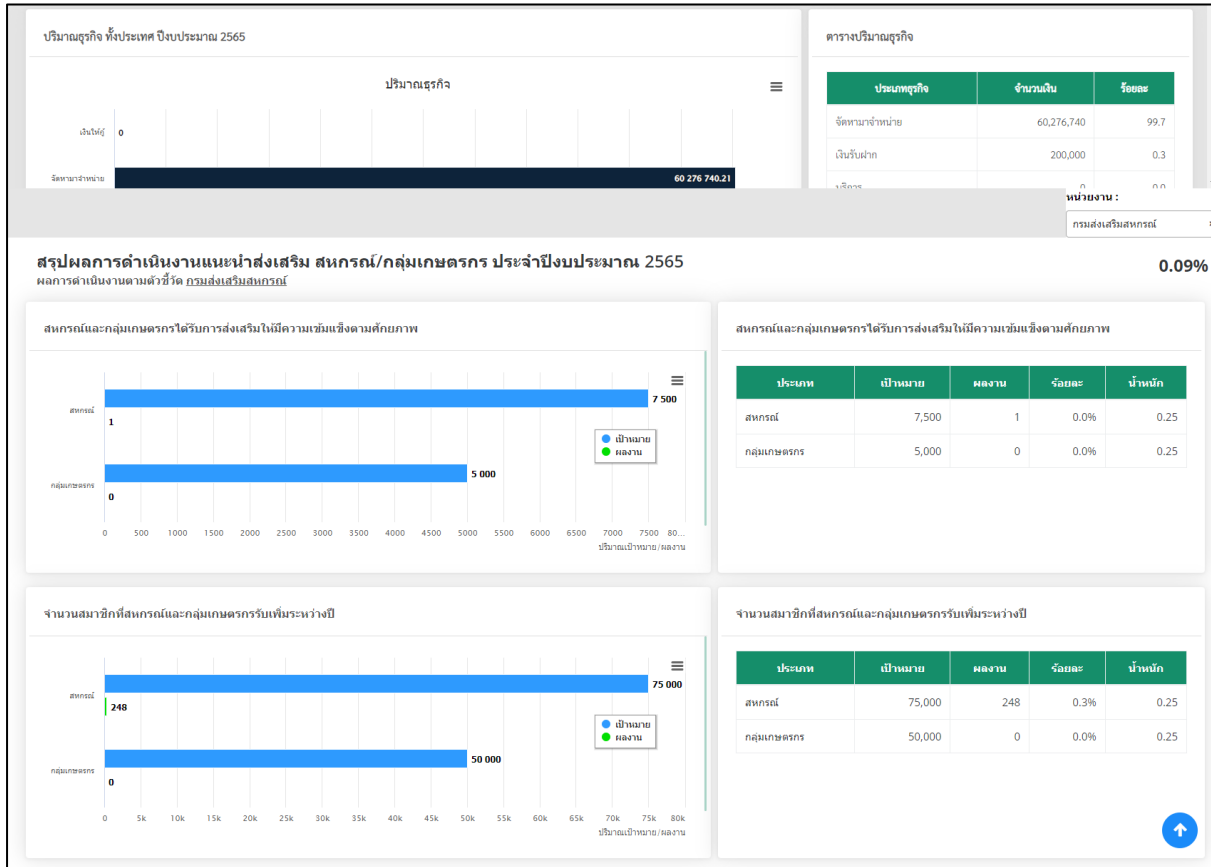 ปริมาณธุรกิจ ทั้งประเทศ ปีงบประมาณ 2565
ปริมาณธุรกิจ
เงินให้กู้
0
จัดหามาจำหน่าย
60 276 740.21
ตารางปริมาณธุรกิจ
ประเภทธุรกิจ จำนวนเงิน ร้อยละ
จัดหามาจำหน่าย 60,276,740 99.7
เงินรับฝาก 200,000 0.3
หน่วยงาน :
กรมส่งเสริมสหกรณ์
สรุปผลการดำเนินงานแนะนำส่งเสริม สหกรณ์/กลุ่มเกษตรกร ประจำปีงบประมาณ 2565
0.09%
ผลการดำเนินงานตามตัวชี้วัด กรมส่งเสริมสหกรณ์
สหกรณ์และกลุ่มเกษตรกรได้รับการส่งเสริมให้มีความเข้มแข็งตามศักยภาพ
7 500
สหกรณ์
1
เป้าหมาย
ผลงาน
5 000
กลุ่มเกษตรกร
0
0 500 1000 1500 2000 2500 3000 3500 4000 4500 5000 5500 6000 6500 7000 7500 80...
ปริมาณเป้าหมาย/ผลงาน
สหกรณ์และกลุ่มเกษตรกรได้รับการส่งเสริมให้มีความเข้มแข็งตามศักยภาพ
ประเภท เป้าหมาย ผลงาน ร้อยละ น้ำหนัก
สหกรณ์ 7,500 1 0.0% 0.25
กลุ่มเกษตรกร 5,000 0 0.0% 0.25
จำนวนสมาชิกที่สหกรณ์และกลุ่มเกษตรกรรับเพิ่มระหว่างปี
75 000
สหกรณ์
248
เป้าหมาย
ผลงาน
50 000
กลุ่มเกษตรกร
0
0 5k 10k 15k 20k 25k 30k 35k 40k 45k 50k 55k 60k 65k 70k 75k 80k
ปริมาณเป้าหมาย/ผลงาน
จำนวนสมาชิกที่สหกรณ์และกลุ่มเกษตรกรรับเพิ่มระหว่างปี
ประเภท เป้าหมาย ผลงาน ร้อยละ น้ำหนัก
สหกรณ์ 75,000 248 0.3% 0.25
กลุ่มเกษตรกร 50,000 0 0.0% 0.25